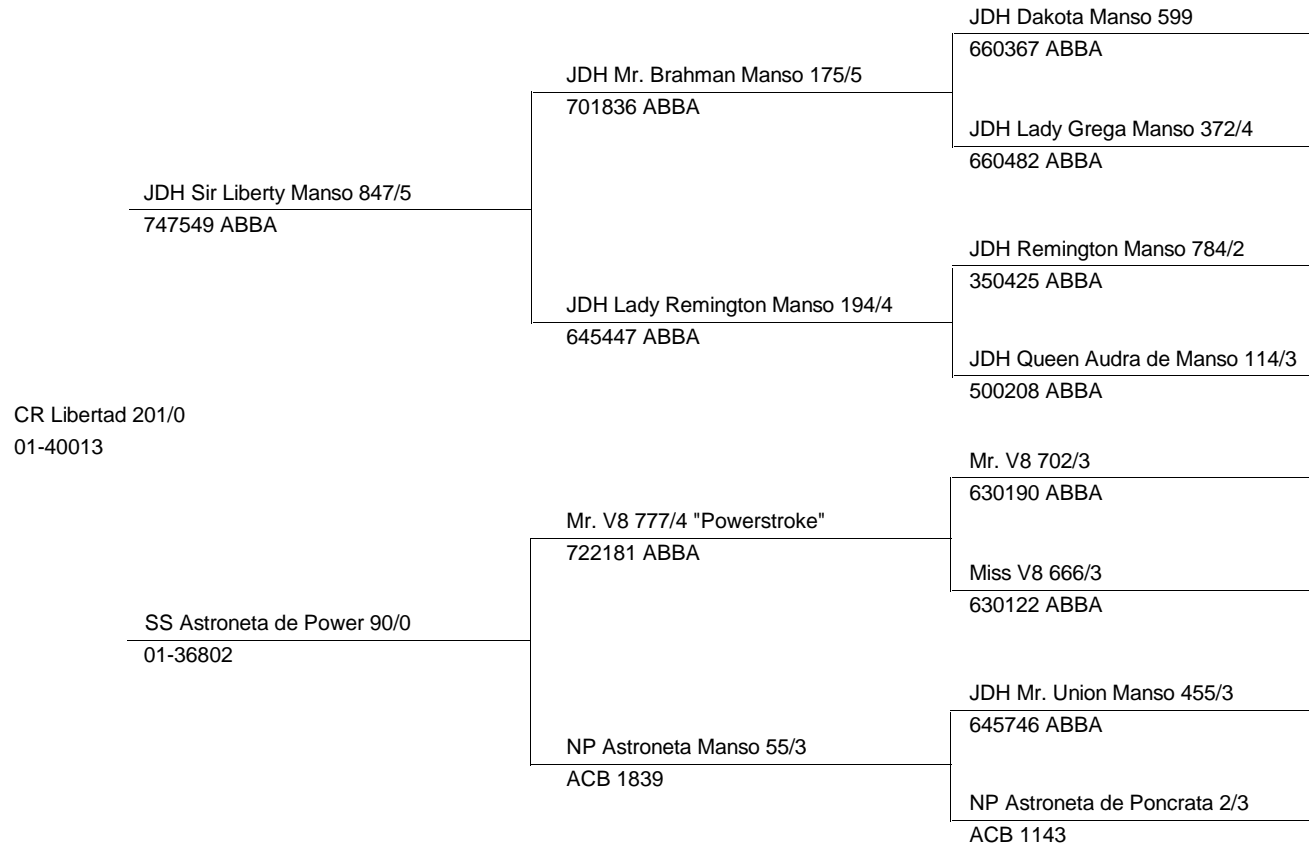 JDH Dakota Manso 599
660367 ABBA
JDH Mr. Brahman Manso 175/5
701836 ABBA
JDH Lady Grega Manso 372/4
660482 ABBA
JDH Sir Liberty Manso 847/5
747549 ABBA
JDH Remington Manso 784/2
350425 ABBA
JDH Lady Remington Manso 194/4
645447 ABBA
JDH Queen Audra de Manso 114/3
500208 ABBA
CR Libertad 201/0
01-40013
Mr. V8 702/3
630190 ABBA
Mr. V8 777/4 "Powerstroke"
722181 ABBA
Miss V8 666/3
630122 ABBA
SS Astroneta de Power 90/0
01-36802
JDH Mr. Union Manso 455/3
645746 ABBA
NP Astroneta Manso 55/3
ACB 1839
NP Astroneta de Poncrata 2/3
ACB 1143